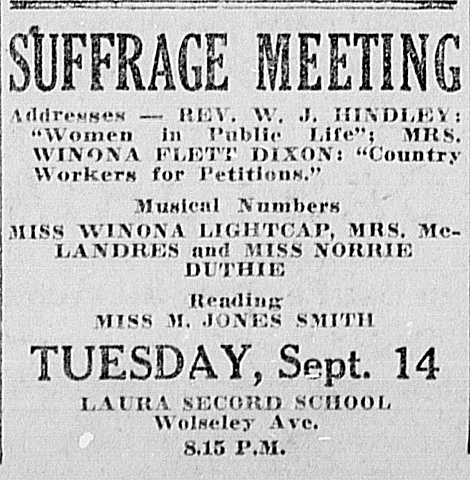 SUFFRAGE MEETING
Addresses — REV. W. J. HINDLEY:
"Women in Public Life"; MRS.
WINONA FLETT DIXON: "Country
Workers for Petitions."
Musical Numbers
MISS WINONA LIGHTCAP, MRS. Mc-
LANDRES and MISS NORRIE
DUTHIE
Reading
MISS M. JONES SMITH
TUESDAY, Sept. 14
LAURA SECORD SCHOOL
Wolseley Ave.
8.15 P.M.